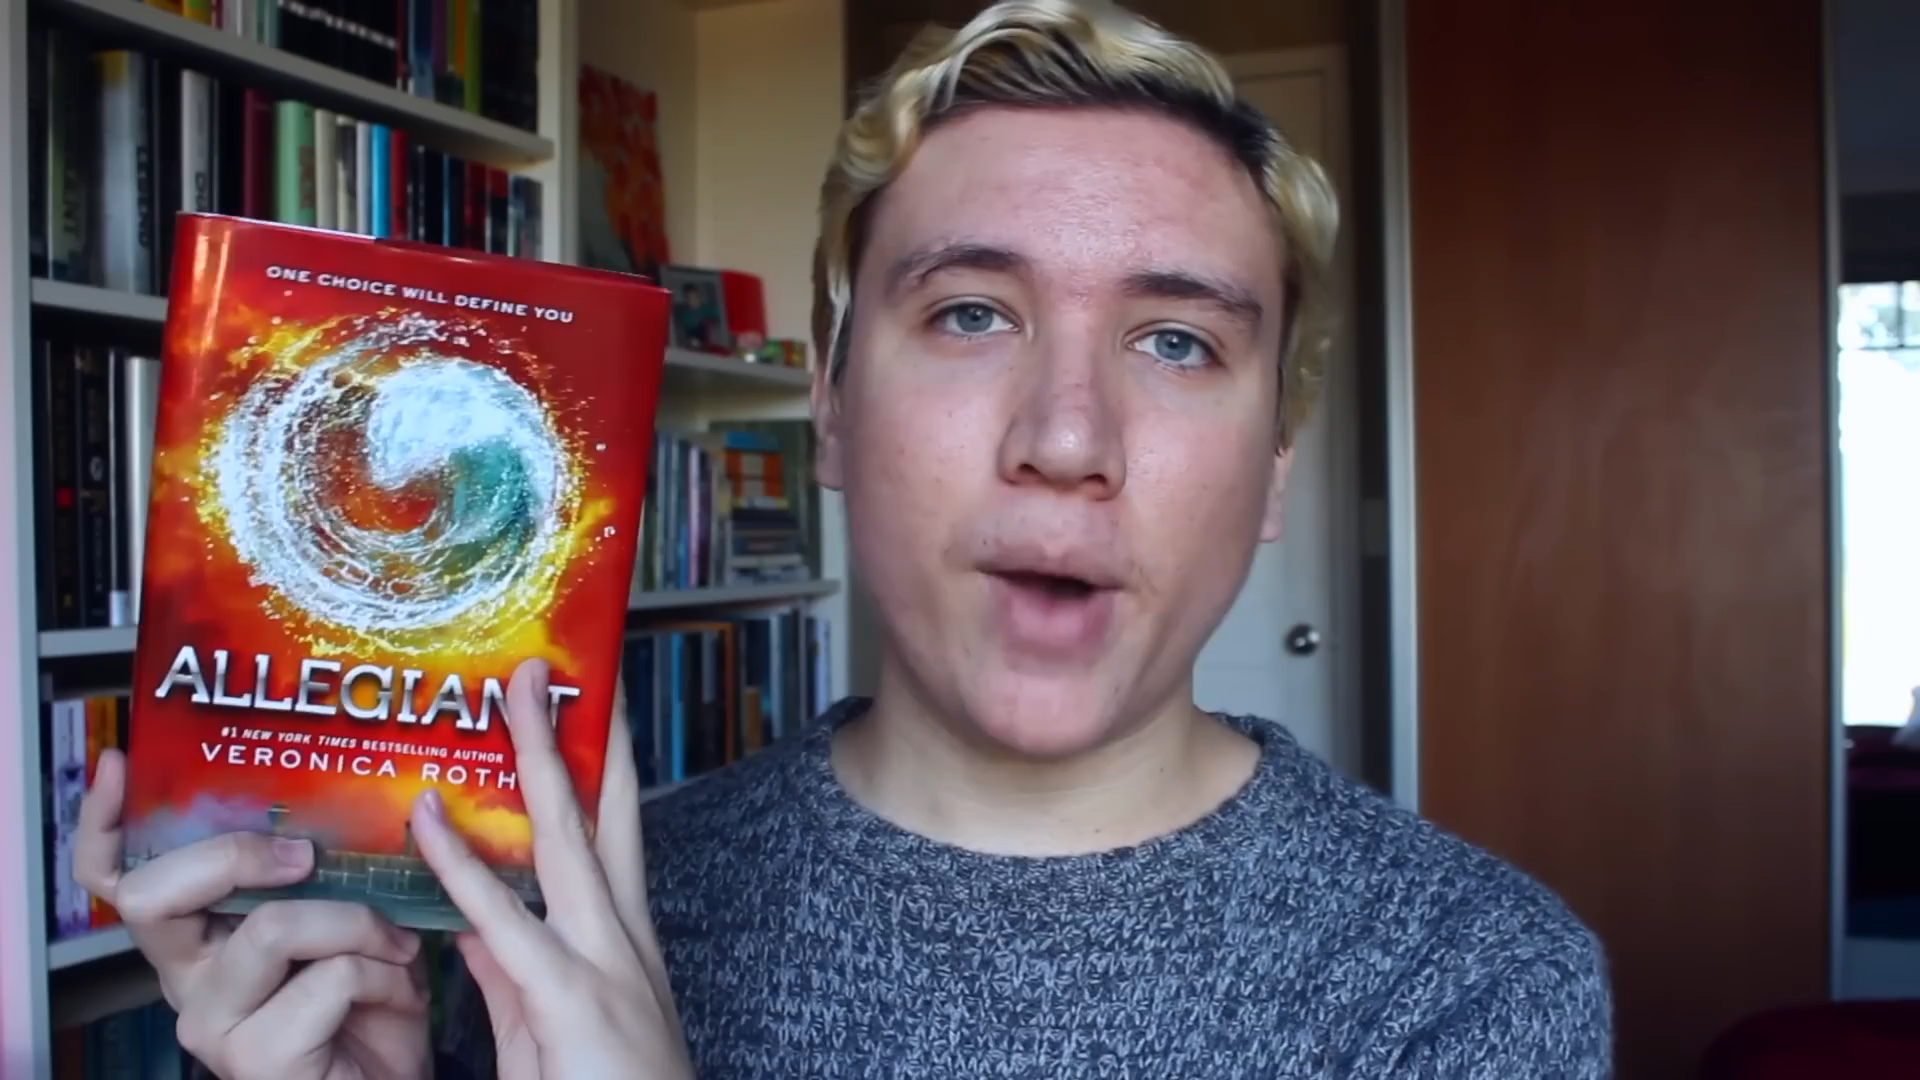 ONE CHOICE WILL DEFINE YOU
ALLEGIANT
#1 NEW YORK TIMES BESTSELLING AUTHOR
VERONICA ROTH